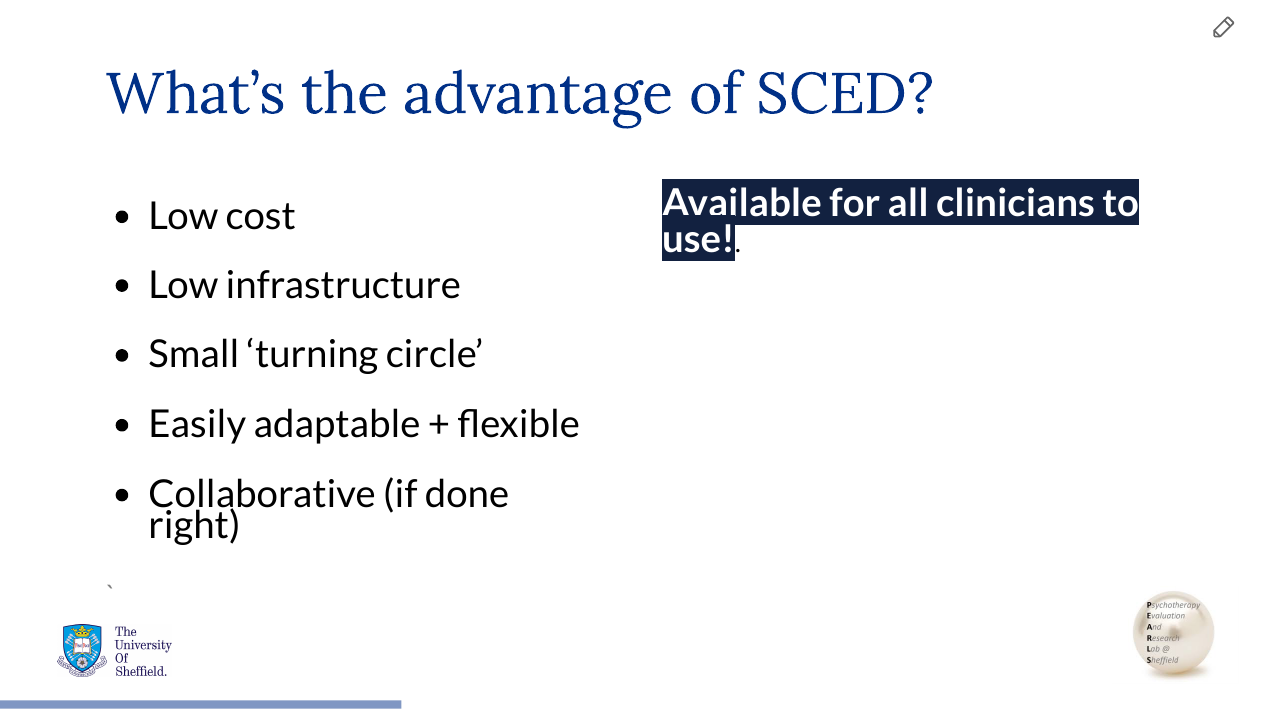 What’s the advantage of SCED?
• Low cost
• Low infrastructure
• Small ‘turning circle’
• Easily adaptable + flexible
• Collaborative (if done
right)
Available for all clinicians to
use!.
`
The
University
Of
Sheffield.
Psychotherapy
Evaluation
And
Research
Lab @
Sheffield